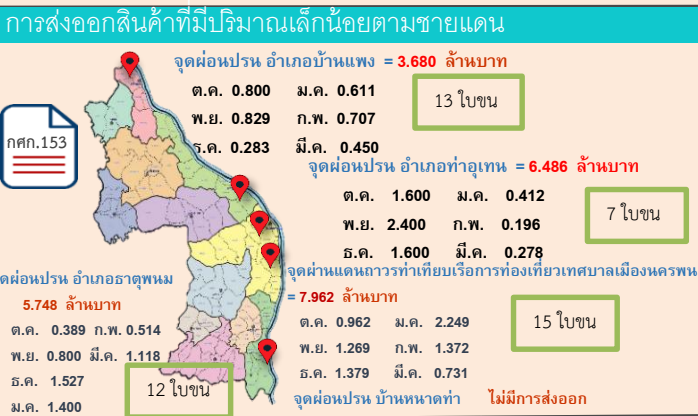 การส่งออกสินค้าที่มีปริมาณเล็กน้อยตามชายแดน
กศก.153
จุดผ่อนปรน อำเภอบ้านแพง = 3.680 ล้านบาท
ต.ค. 0.800 ม.ค. 0.611
พ.ย. 0.829 ก.พ. 0.707
ธ.ค. 0.283 มี.ค. 0.450
13 ใบขน
จุดผ่อนปรน อำเภอท่าอุเทน = 6.486 ล้านบาท
ต.ค. 1.600 ม.ค. 0.412
พ.ย. 2.400 ก.พ. 0.196
ธ.ค. 1.600 มี.ค. 0.278
7 ใบขน
ดผ่อนปรน อำเภอธาตุพนม
5.748 ล้านบาท
ต.ค. 0.389 ก.พ. 0.514
พ.ย. 0.800 มี.ค. 1.118
ธ.ค. 1.527
ม.ค. 1.400
12 ใบขน
จุดผ่านแดนถาวรท่าเทียบเรือการท่องเที่ยวเทศบาลเมืองนครพน
= 7.962 ล้านบาท
ต.ค. 0.962 ม.ค. 2.249
พ.ย. 1.269 ก.พ. 1.372
ธ.ค. 1.379 มี.ค. 0.731
15 ใบขน
จุดผ่อนปรน บ้านหนาดท่า ไม่มีการส่งออก